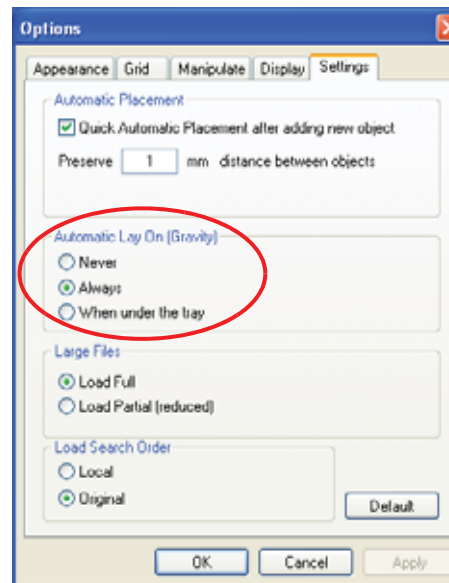 Options
Appearance Grid Manipulate Display Settings
Automatic Placement
Quick Automatic Placement after adding new object
Preserve 1 mm distance between objects
Automatic Lay On (Gravity)
Never
Always
When under the tray
Large Files
Load Full
Load Partial (reduced)
Load Search Order
Local
Original
Default
OK Cancel Apply